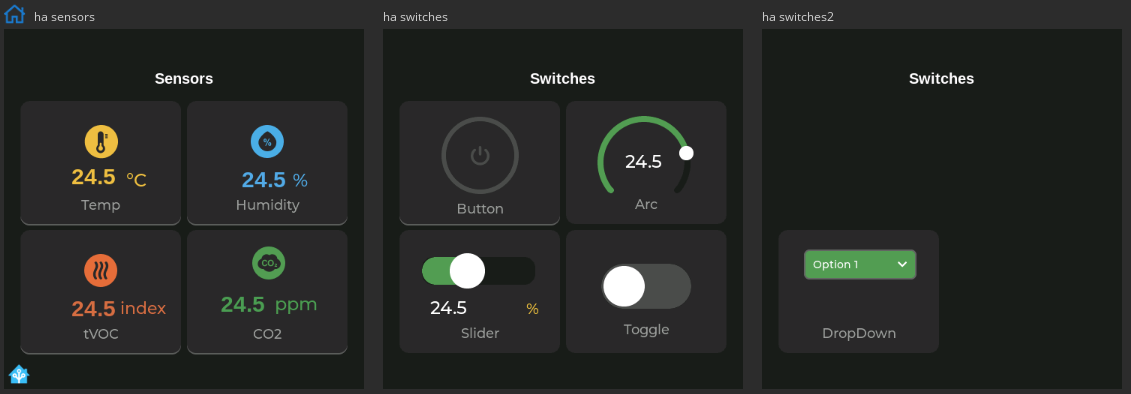 ha sensors
ha switches
ha switches2
Sensors
24.5 °C
Temp
%
24.5 %
Humidity
24.5 index
tVOC
CO₂
24.5 ppm
CO2
Switches
Button
24.5
Arc
24.5 %
Slider
Toggle
Switches
Option 1
DropDown